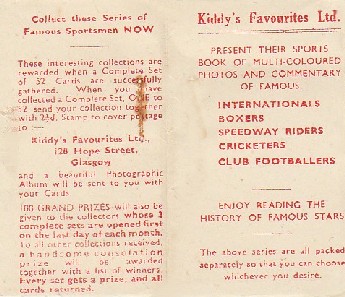 Collect these Series of
Famous Sportsmen NOW
These interesting collections are
rewarded when a Complete Set
of 52 Cards are successfully
gathered. When you have
collected a Complete Set, ONLY to
52 send your collection together
with 2½d. Stamp to cover postage
to :—
Kiddy's Favourites Ltd.,
128 Hope Street,
Glasgow
and a beautiful Photographic
Album will be sent to you with
your Cards
100 GRAND PRIZES will also be
given to the collectors whose 3
complete sets are opened first
on the last day of each month.
To all other collections received,
a handsome consolation
prize will be awarded
together with a list of winners.
Every set gets a prize, and all
cards returned.
Kiddy's Favourites Ltd.
PRESENT THEIR SPORTS
BOOK OF MULTI-COLOURED
PHOTOS AND COMMENTARY
OF FAMOUS
INTERNATIONALS
BOXERS
SPEEDWAY RIDERS
CRICKETERS
CLUB FOOTBALLERS
ENJOY READING THE
HISTORY OF FAMOUS STARS
The above series are all packed
separately so that you can choose
whichever you desire.